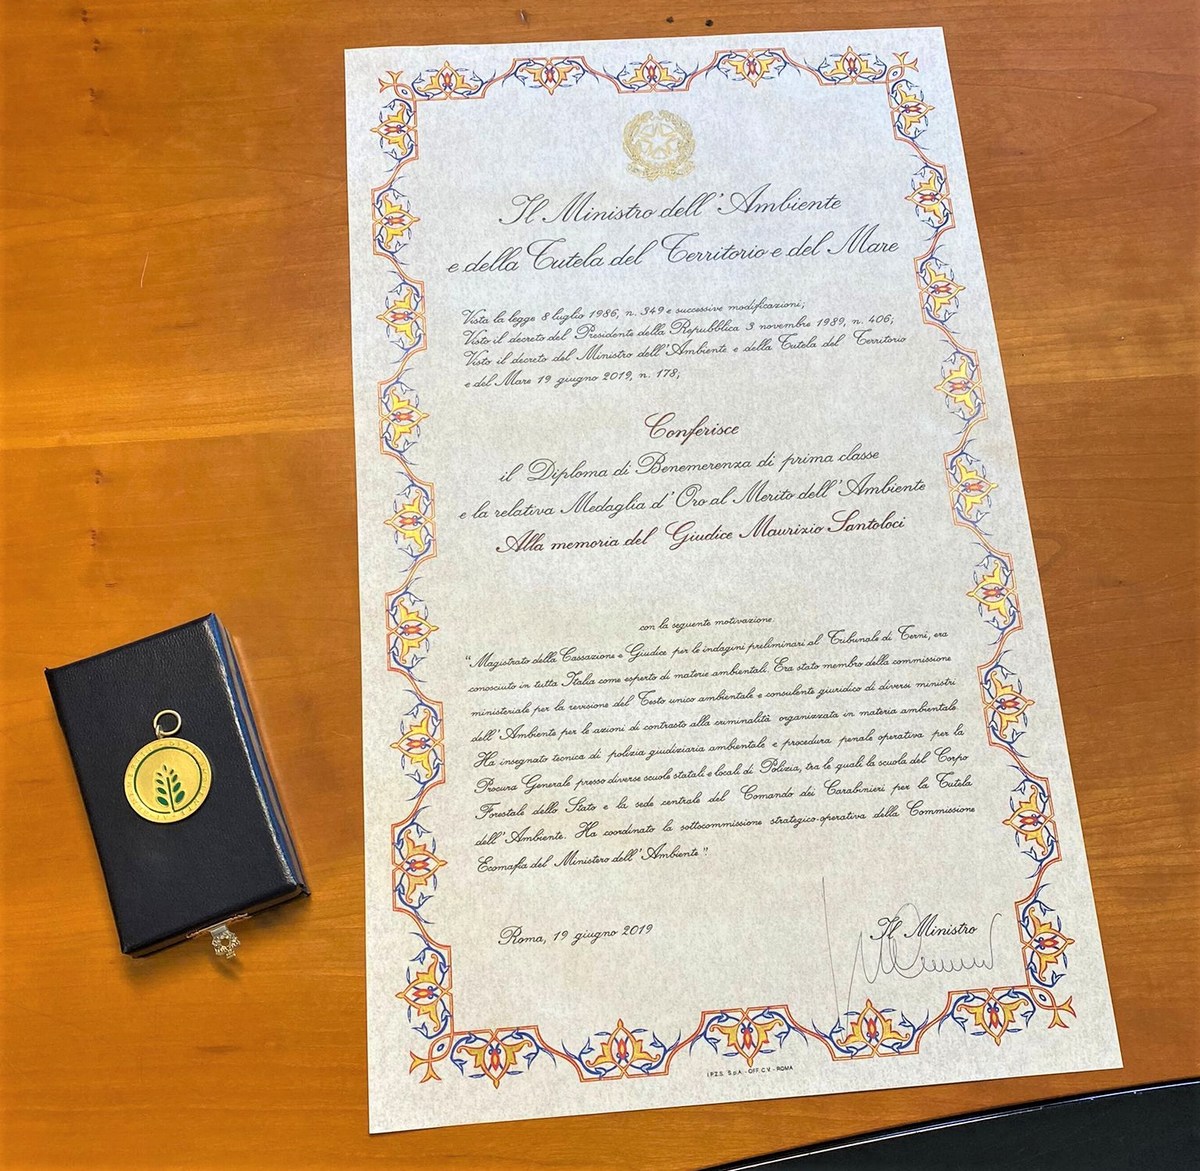 Il Ministro dell'Ambiente
e della Tutela del Territorio e del Mare
Vista la legge 8 luglio 1986, n. 349 e successive modificazioni;
Visto il decreto del Presidente della Repubblica 3 novembre 1989, n. 406;
Visto il decreto del Ministro dell'Ambiente e della Tutela del Territorio
e del Mare 19 giugno 2019, n. 178;
Conferisce
il Diploma di Benemerenza di prima classe
e la relativa Medaglia d'Oro al Merito dell'Ambiente
Alla memoria del Giudice Maurizio Santoloci
con la seguente motivazione:
"Magistrato della Cassazione e Giudice per le indagini preliminari al Tribunale di Terni, era
conosciuto in tutta Italia come esperto di materie ambientali. Era stato membro della commissione
ministeriale per la revisione del Testo unico ambientale e consulente giuridico di diversi ministri
dell'Ambiente per le azioni di contrasto alla criminalità organizzata in materia ambientale
Ha insegnato tecnica di polizia giudiziaria ambientale e procedura penale operativa per la
Procura Generale presso diverse scuole statali e locali di Polizia, tra le quali la scuola del Corpo
Forestale dello Stato e la sede centrale del Comando dei Carabinieri per la Tutela
dell'Ambiente. Ha coordinato la sottocommissione strategico-operativa della Commissione
Ecomafia del Ministero dell'Ambiente".
Roma, 19 giugno 2019
Il Ministro
I.P.Z.S. S.p.A. - OFF. C.V. - ROMA